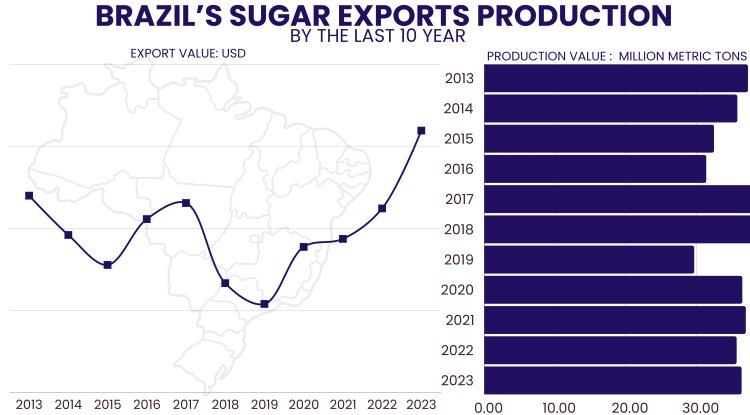 BRAZIL'S SUGAR EXPORTS PRODUCTION
BY THE LAST 10 YEAR
EXPORT VALUE: USD
2013 2014 2015 2016 2017 2018 2019 2020 2021 2022 2023
PRODUCTION VALUE : MILLION METRIC TONS
2013
2014
2015
2016
2017
2018
2019
2020
2021
2022
2023
0.00 10.00 20.00 30.00